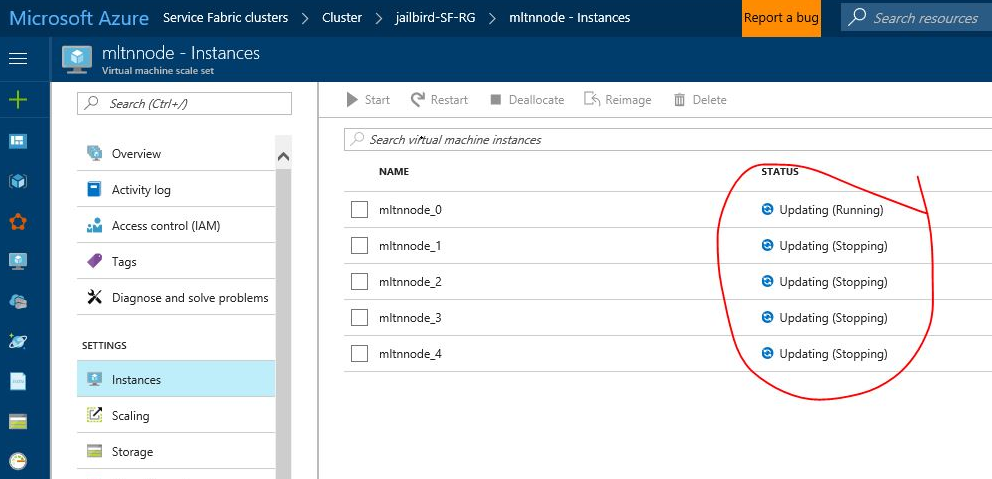 Microsoft Azure Service Fabric clusters > Cluster > jailbird-SF-RG > mltnnode - Instances Report a bug Search resources
mltnnode - Instances
Virtual machine scale set
Search (Ctrl+/)
Overview
Activity log
Access control (IAM)
Tags
Diagnose and solve problems
SETTINGS
Instances
Scaling
Storage
Start Restart Deallocate Reimage Delete
Search virtual machine instances
NAME STATUS
mltnnode_0 Updating (Running)
mltnnode_1 Updating (Stopping)
mltnnode_2 Updating (Stopping)
mltnnode_3 Updating (Stopping)
mltnnode_4 Updating (Stopping)